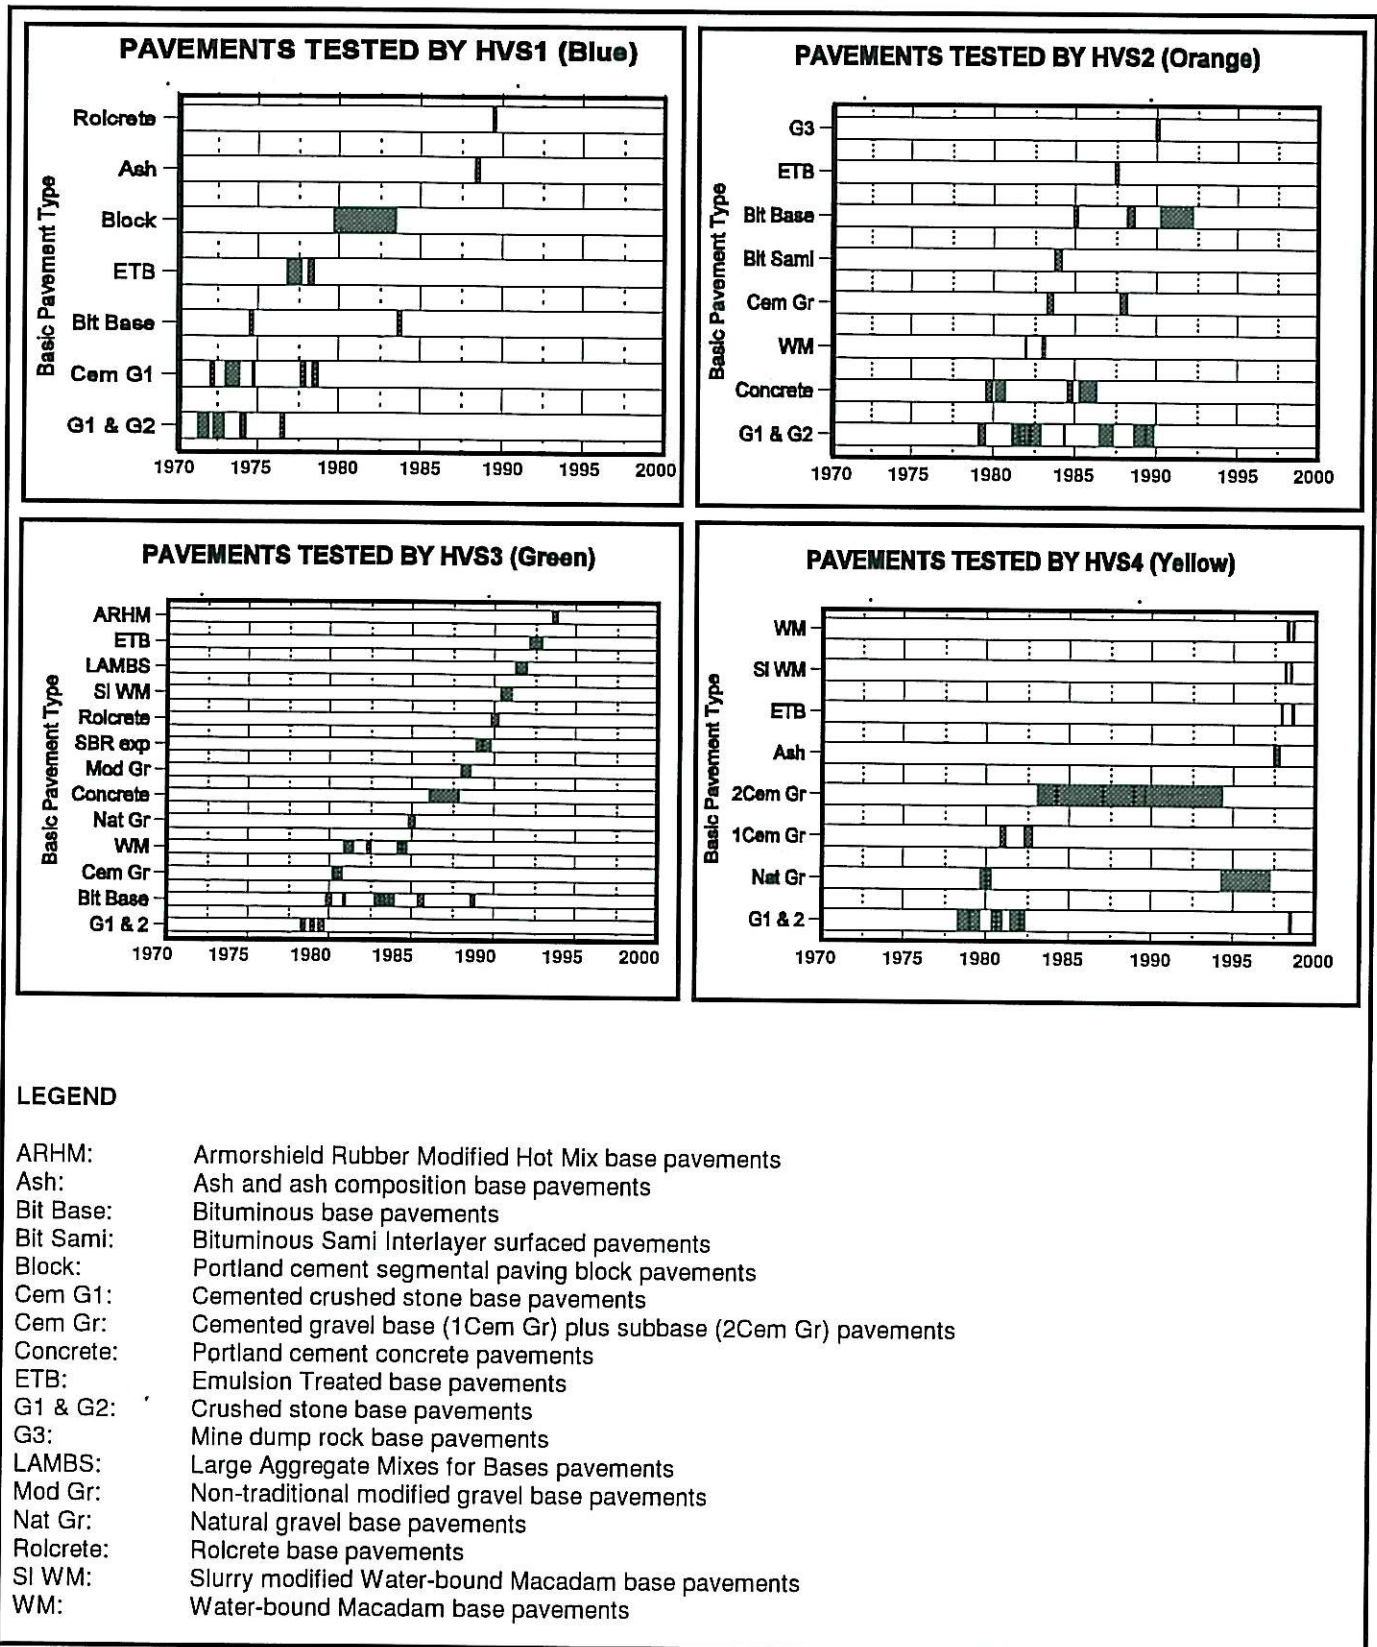 PAVEMENTS TESTED BY HVS1 (Blue)
Basic Pavement Type
Rolcrete
Ash
Block
ETB
Bit Base
Cem G1
G1 & G2
1970 1975 1980 1985 1990 1995 2000
PAVEMENTS TESTED BY HVS2 (Orange)
Basic Pavement Type
G3
ETB
Bit Base
Bit Sami
Cem Gr
WM
Concrete
G1 & G2
1970 1975 1980 1985 1990 1995 2000
PAVEMENTS TESTED BY HVS3 (Green)
Basic Pavement Type
ARHM
ETB
LAMBS
SI WM
Rolcrete
SBR exp
Mod Gr
Concrete
Nat Gr
WM
Cem Gr
Bit Base
G1 & 2
1970 1975 1980 1985 1990 1995 2000
PAVEMENTS TESTED BY HVS4 (Yellow)
Basic Pavement Type
WM
SI WM
ETB
Ash
2Cem Gr
1Cem Gr
Nat Gr
G1 & 2
1970 1975 1980 1985 1990 1995 2000
LEGEND
ARHM: Armorshield Rubber Modified Hot Mix base pavements
Ash: Ash and ash composition base pavements
Bit Base: Bituminous base pavements
Bit Sami: Bituminous Sami Interlayer surfaced pavements
Block: Portland cement segmental paving block pavements
Cem G1: Cemented crushed stone base pavements
Cem Gr: Cemented gravel base (1Cem Gr) plus subbase (2Cem Gr) pavements
Concrete: Portland cement concrete pavements
ETB: Emulsion Treated base pavements
G1 & G2: Crushed stone base pavements
G3: Mine dump rock base pavements
LAMBS: Large Aggregate Mixes for Bases pavements
Mod Gr: Non-traditional modified gravel base pavements
Nat Gr: Natural gravel base pavements
Rolcrete: Rolcrete base pavements
SI WM: Slurry modified Water-bound Macadam base pavements
WM: Water-bound Macadam base pavements